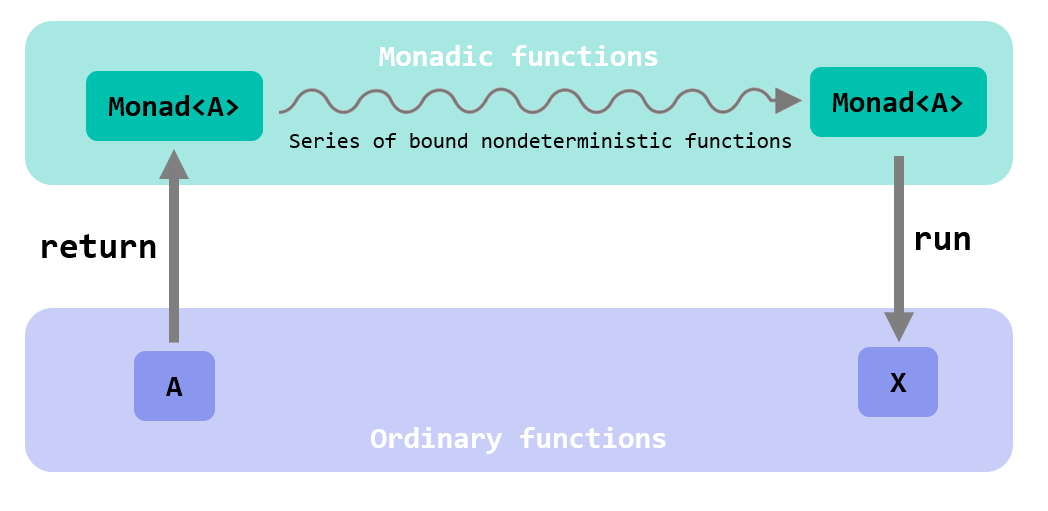 Monadic functions
Monad<A>
Monad<A>
Series of bound nondeterministic functions
return
run
A
X
Ordinary functions